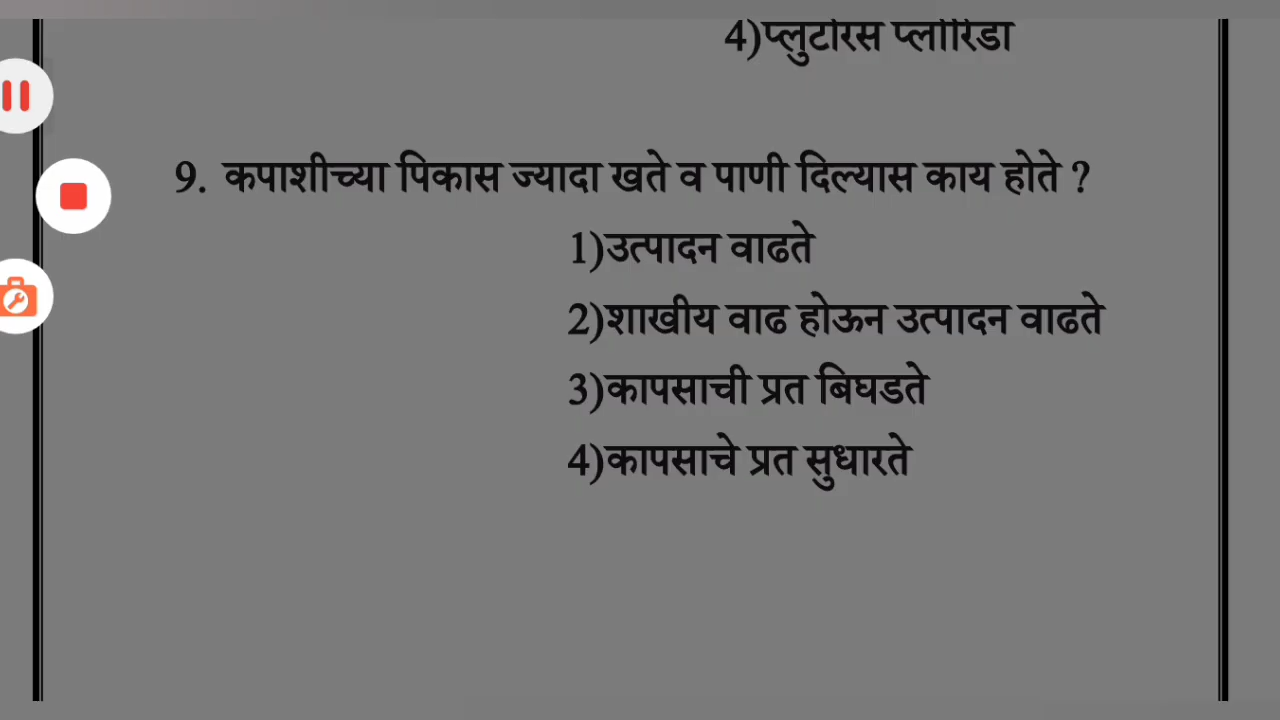 4)प्लुटोरस प्लोरिडा
9. कपाशीच्या पिकास ज्यादा खते व पाणी दिल्यास काय होते ?
1)उत्पादन वाढते
2)शाखीय वाढ होऊन उत्पादन वाढते
3)कापसाची प्रत बिघडते
4)कापसाचे प्रत सुधारते